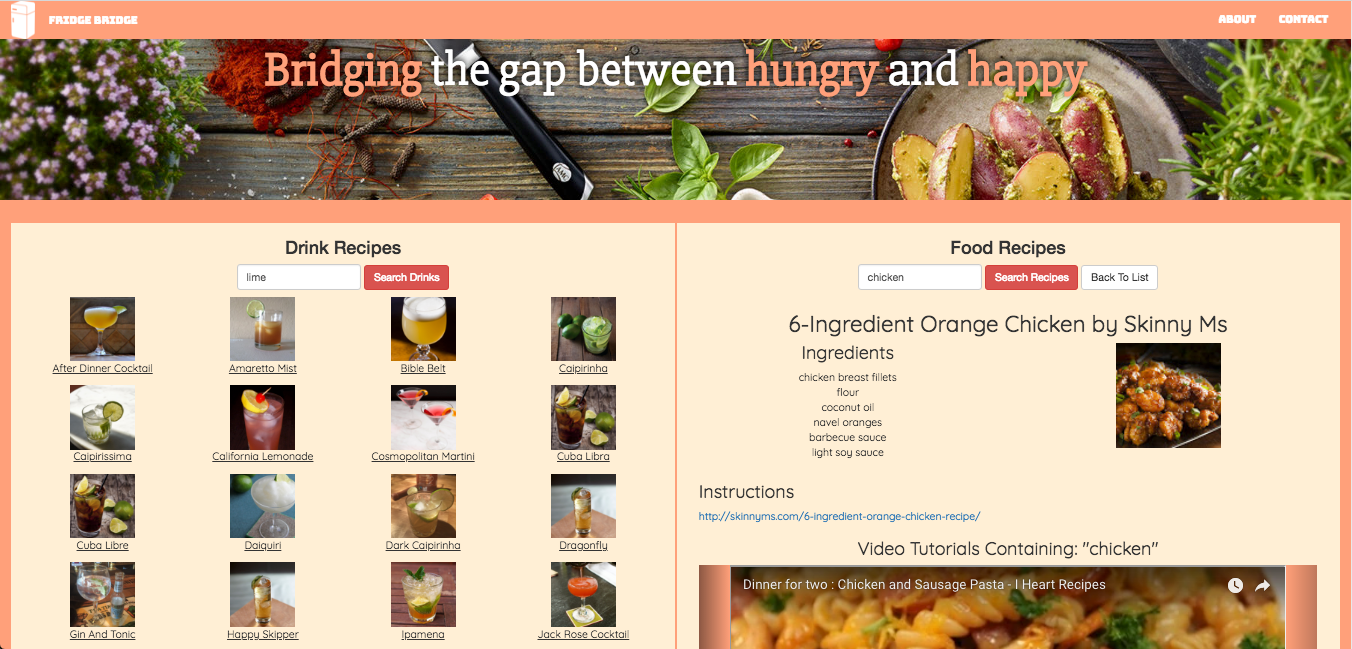 FRIDGE BRIDGE
ABOUT
CONTACT
Bridging the gap between hungry and happy
Drink Recipes
lime
Search Drinks
After Dinner Cocktail
Amaretto Mist
Bible Belt
Caipirinha
Caipirissima
California Lemonade
Cosmopolitan Martini
Cuba Libra
Cuba Libre
Daiquiri
Dark Caipirinha
Dragonfly
Gin And Tonic
Happy Skipper
Ipamena
Jack Rose Cocktail
Food Recipes
chicken
Search Recipes
Back To List
6-Ingredient Orange Chicken by Skinny Ms
Ingredients
chicken breast fillets
flour
coconut oil
navel oranges
barbecue sauce
light soy sauce
Instructions
http://skinnyms.com/6-ingredient-orange-chicken-recipe/
Video Tutorials Containing: "chicken"
Dinner for two : Chicken and Sausage Pasta - I Heart Recipes